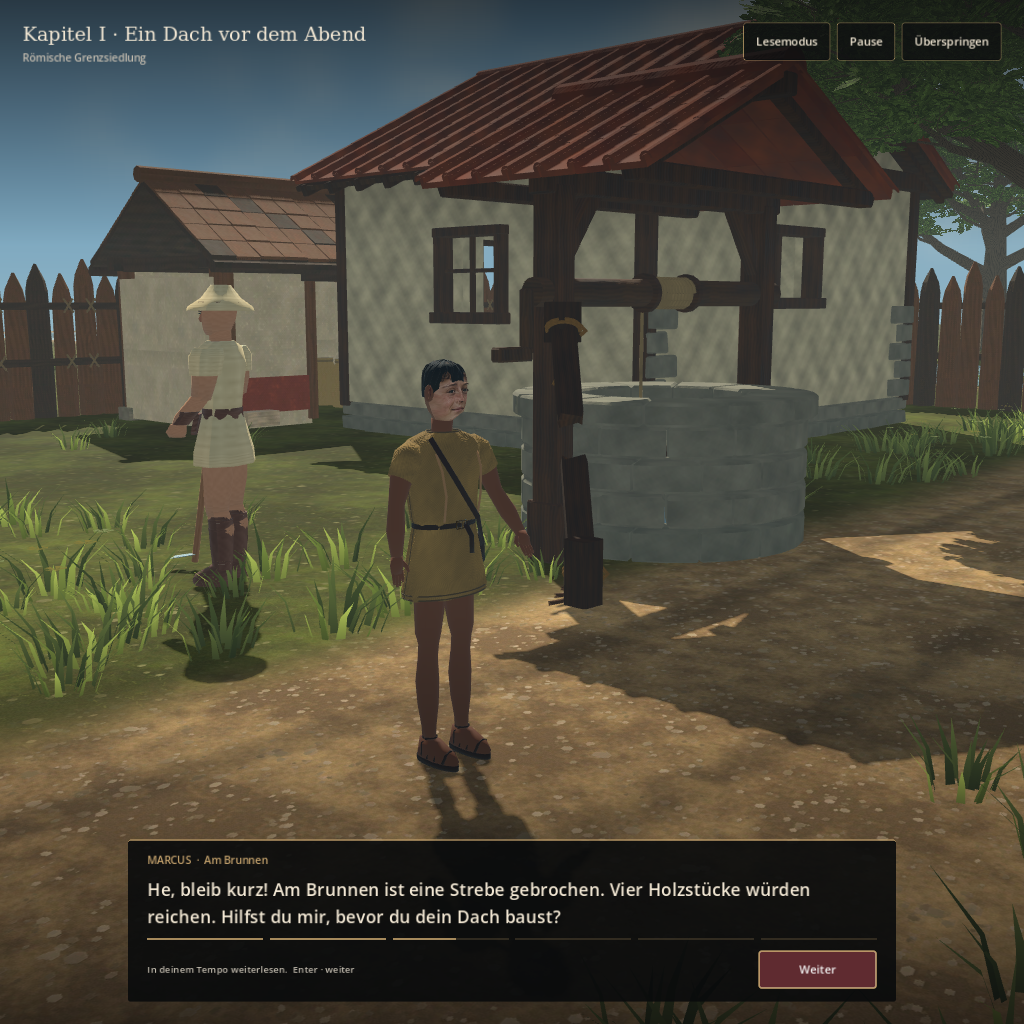 Kapitel I · Ein Dach vor dem Abend
Römische Grenzsiedlung
Lesemodus
Pause
Überspringen
MARCUS · Am Brunnen
He, bleib kurz! Am Brunnen ist eine Strebe gebrochen. Vier Holzstücke würden
reichen. Hilfst du mir, bevor du dein Dach baust?
In deinem Tempo weiterlesen. Enter · weiter
Weiter